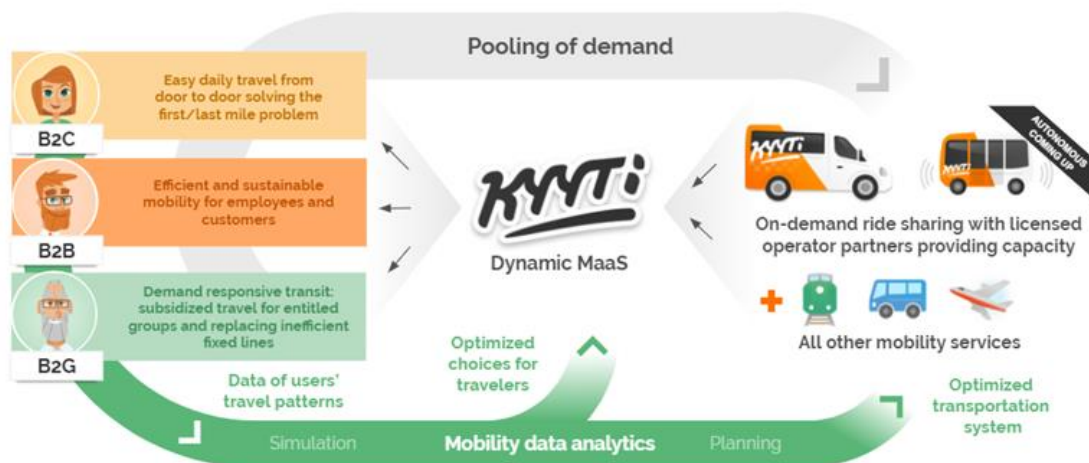 Pooling of demand
Easy daily travel from
door to door solving the
first/last mile problem
B2C
Efficient and sustainable
mobility for employees and
customers
B2B
Demand responsive transit:
subsidized travel for entitled
groups and replacing inefficient
fixed lines
B2G
KYYTi
Dynamic MaaS
KYYTi
KYYTi
AUTONOMOUS
COMING UP
On-demand ride sharing with licensed
operator partners providing capacity
+
All other mobility services
Data of users'
travel patterns
Optimized
choices for
travelers
Optimized
transportation
system
Simulation
Mobility data analytics
Planning